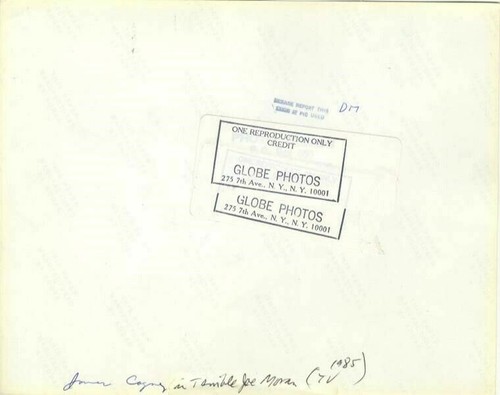 DM
ONE REPRODUCTION ONLY
CREDIT
GLOBE PHOTOS
275 7th Ave., N. Y., N. Y. 10001
GLOBE PHOTOS
275 7th Ave., N. Y., N. Y. 10001
James Cagney in Terrible Joe Moran (TV 1985)